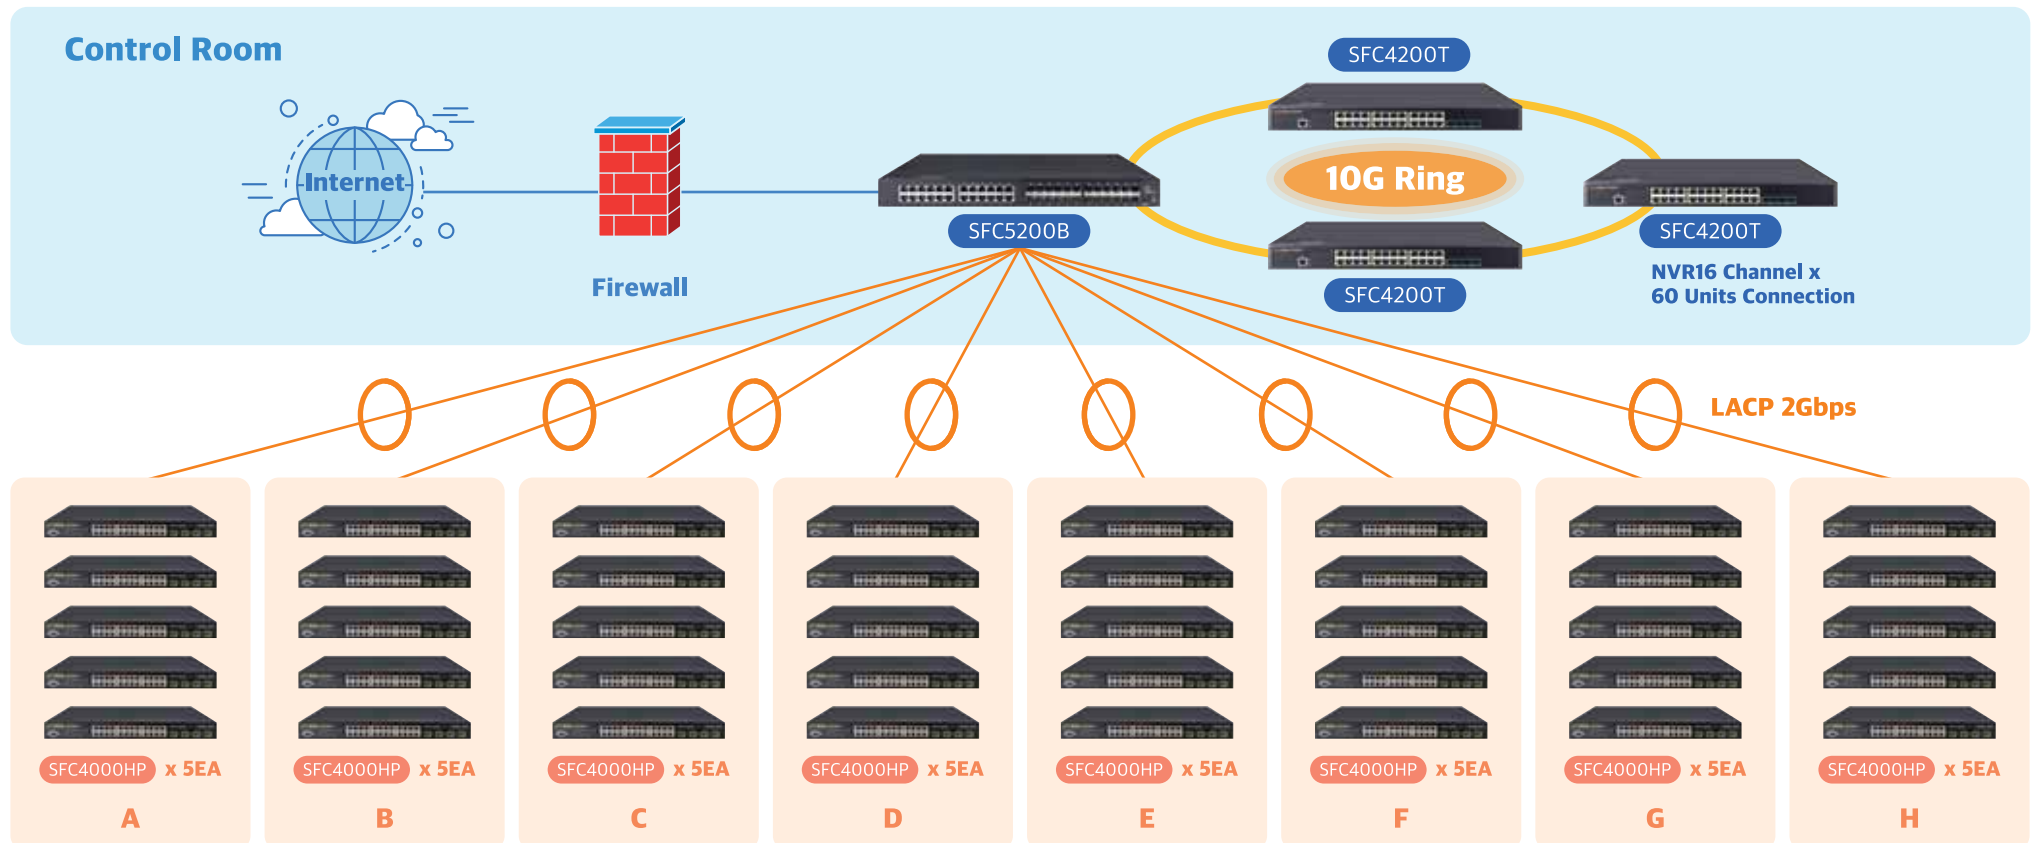 Control Room
SFC4200T
Internet
10G Ring
SFC5200B
SFC4200T
Firewall
NVR16 Channel x
60 Units Connection
SFC4200T
LACP 2Gbps
SFC4000HP x 5EA
A
SFC4000HP x 5EA
B
SFC4000HP x 5EA
C
SFC4000HP x 5EA
D
SFC4000HP x 5EA
E
SFC4000HP x 5EA
F
SFC4000HP x 5EA
G
SFC4000HP x 5EA
H